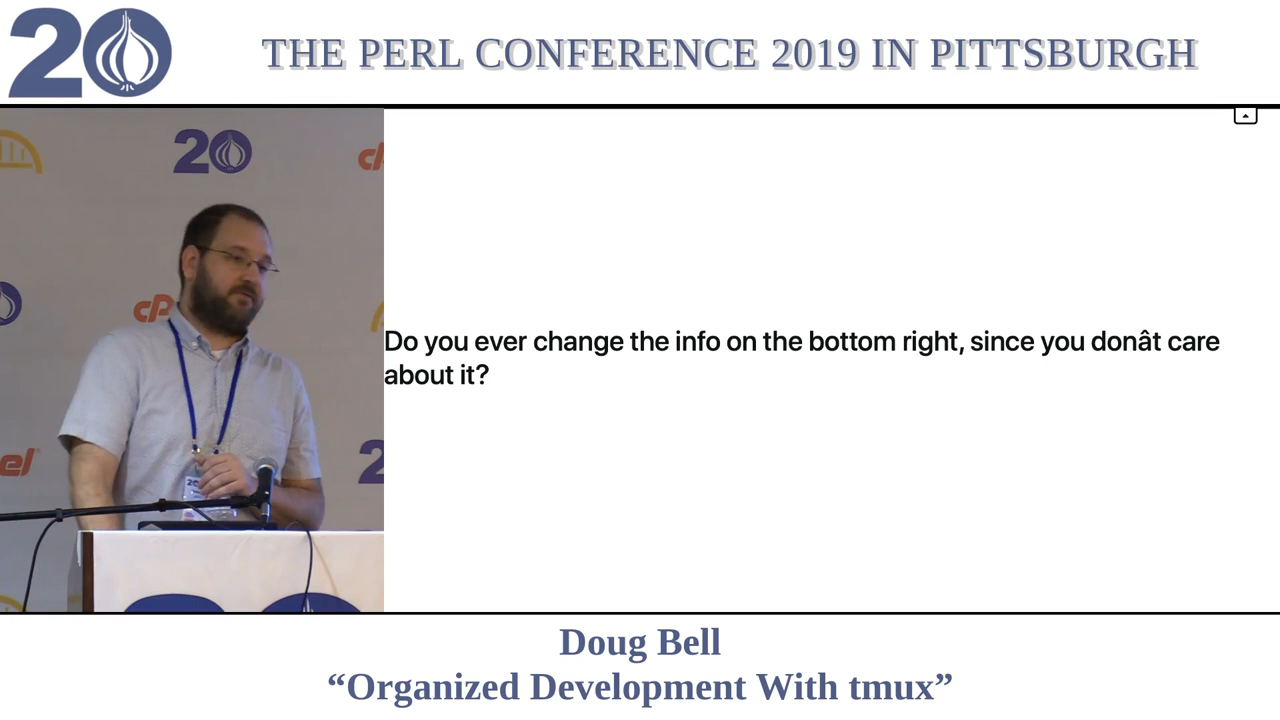 20
THE PERL CONFERENCE 2019 IN PITTSBURGH
20
Do you ever change the info on the bottom right, since you donât care
about it?
Doug Bell
“Organized Development With tmux”